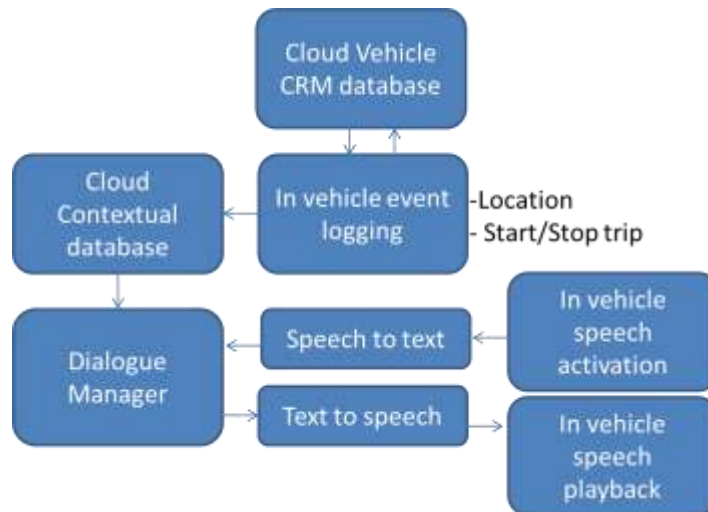 Cloud Vehicle
CRM database
Cloud
Contextual
database
In vehicle event
logging
-Location
- Start/Stop trip
Dialogue
Manager
Speech to text
In vehicle
speech
activation
Text to speech
In vehicle
speech
playback